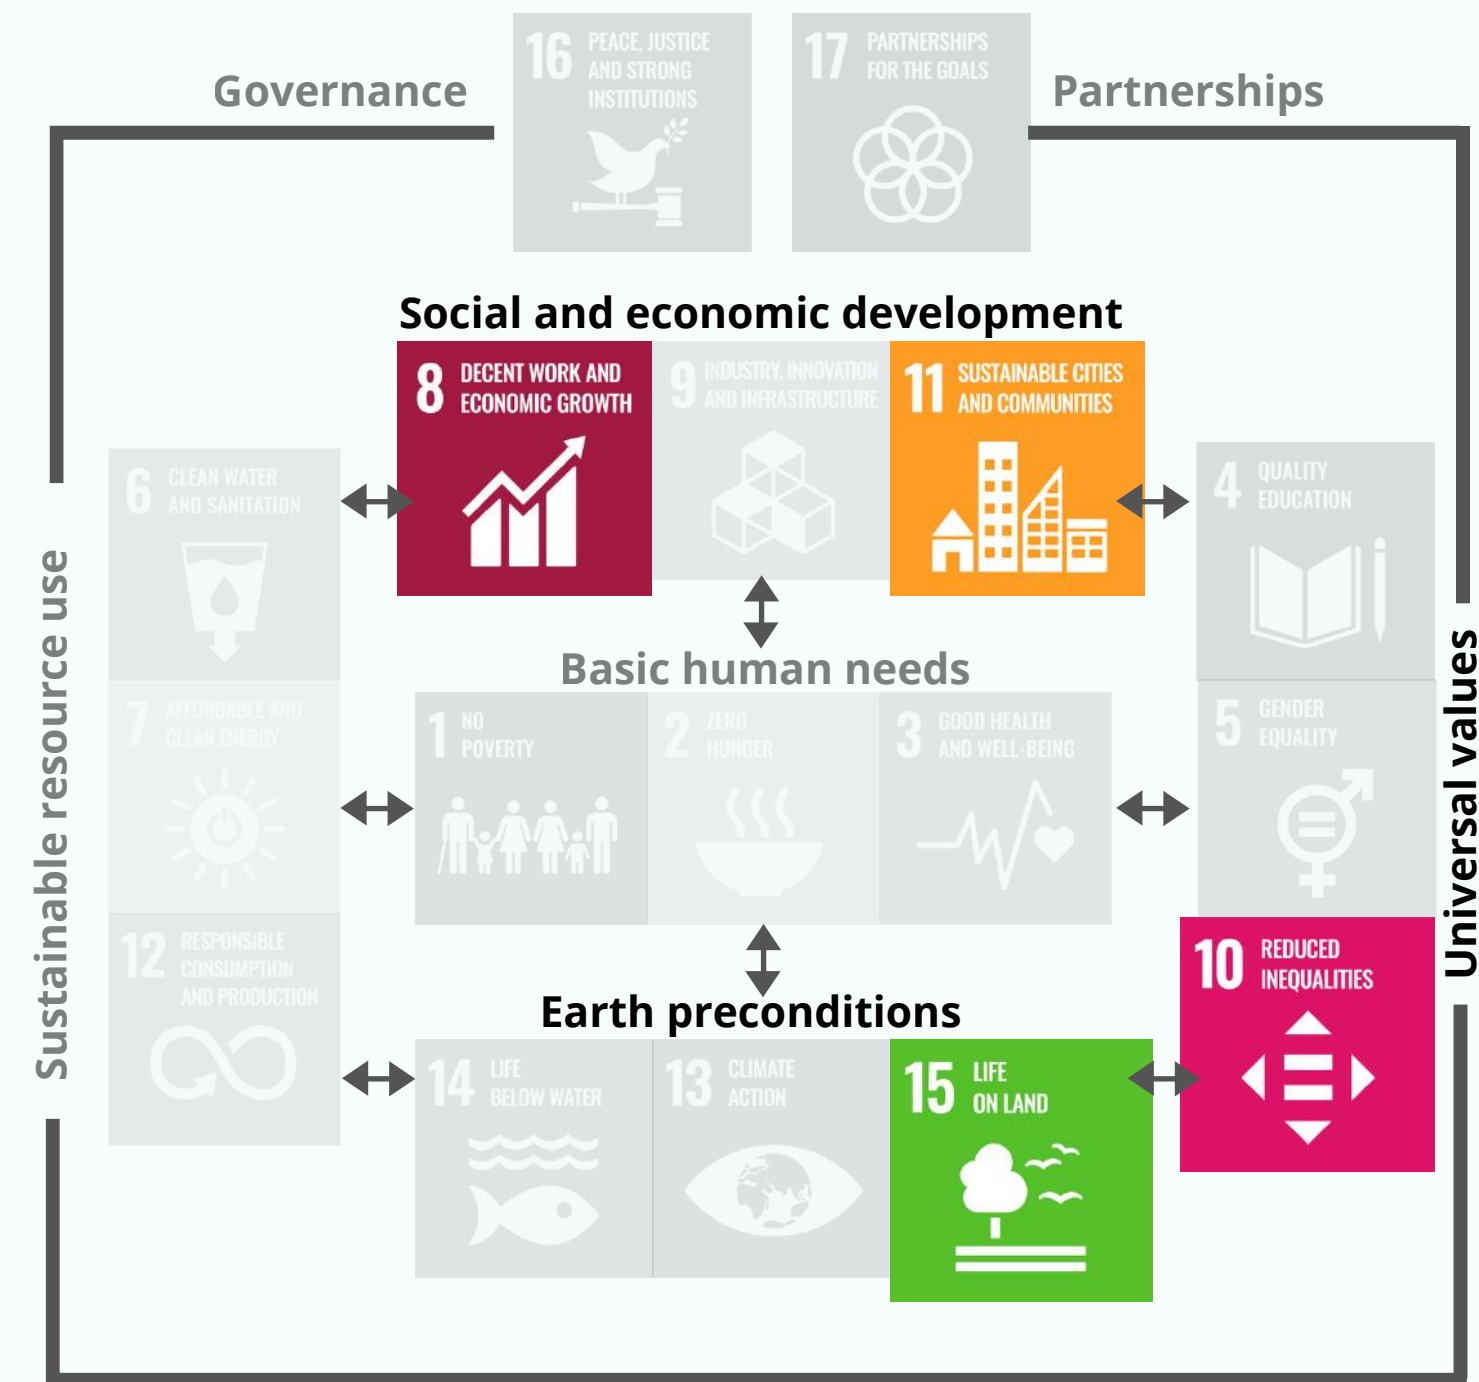 Governance
16 PEACE, JUSTICE
AND STRONG
INSTITUTIONS
17 PARTNERSHIPS
FOR THE GOALS
Partnerships
Social and economic development
8 DECENT WORK AND
ECONOMIC GROWTH
9 INDUSTRY, INNOVATION
AND INFRASTRUCTURE
11 SUSTAINABLE CITIES
AND COMMUNITIES
Sustainable resource use
6 CLEAN WATER
AND SANITATION
7 AFFORDABLE AND
CLEAN ENERGY
12 RESPONSIBLE
CONSUMPTION
AND PRODUCTION
Basic human needs
1 NO
POVERTY
2 ZERO
HUNGER
3 GOOD HEALTH
AND WELL-BEING
4 QUALITY
EDUCATION
5 GENDER
EQUALITY
10 REDUCED
INEQUALITIES
Universal values
Earth preconditions
14 LIFE
BELOW WATER
13 CLIMATE
ACTION
15 LIFE
ON LAND